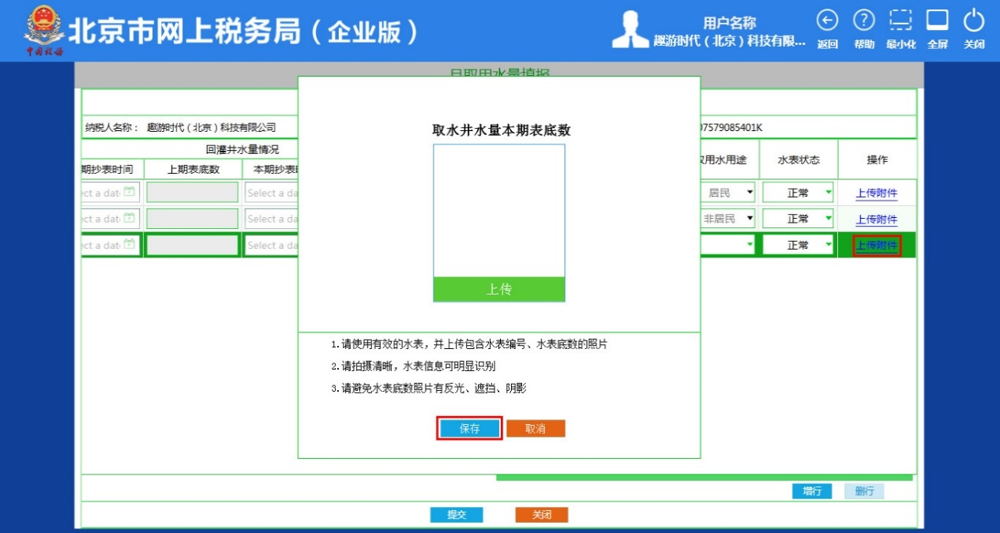 北京市网上税务局（企业版）
中国税务
用户名称
趣游时代（北京）科技有限...
返回 帮助 最小化 全屏 关闭
月取用水量填报
纳税人名称： 趣游时代（北京）科技有限公司
07579085401K
回灌井水量情况
期抄表时间 上期表底数 本期抄表时
取用水用途 水表状态 操作
ect a dat Select a da 居民 正常 上传附件
ect a dat Select a da 非居民 正常 上传附件
ect a dat Select a da 正常 上传附件
取水井水量本期表底数
上传
1.请使用有效的水表，并上传包含水表编号、水表底数的照片
2.请拍摄清晰，水表信息可明显识别
3.请避免水表底数照片有反光、遮挡、阴影
保存 取消
增行 删行
提交 关闭